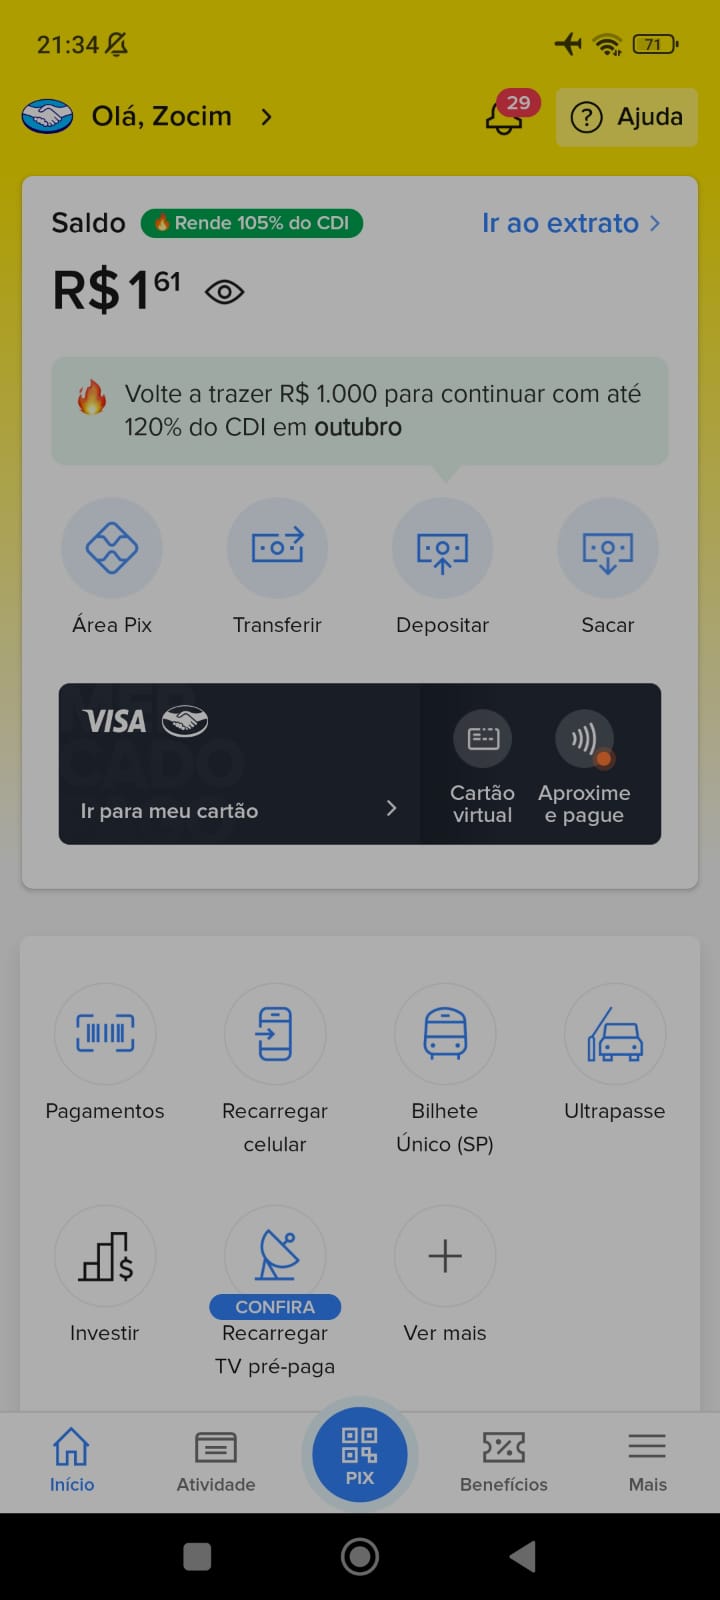 21:34
71
Olá, Zocim
29
? Ajuda
Saldo
Rende 105% do CDI
Ir ao extrato
R$ 1 61
Volte a trazer R$ 1.000 para continuar com até
120% do CDI em outubro
Área Pix
Transferir
Depositar
Sacar
VISA
Ir para meu cartão
Cartão
virtual
Aproxime
e pague
Pagamentos
Recarregar
celular
Bilhete
Único (SP)
Ultrapasse
Investir
CONFIRA
Recarregar
TV pré-paga
Ver mais
Início
Atividade
PIX
Benefícios
Mais